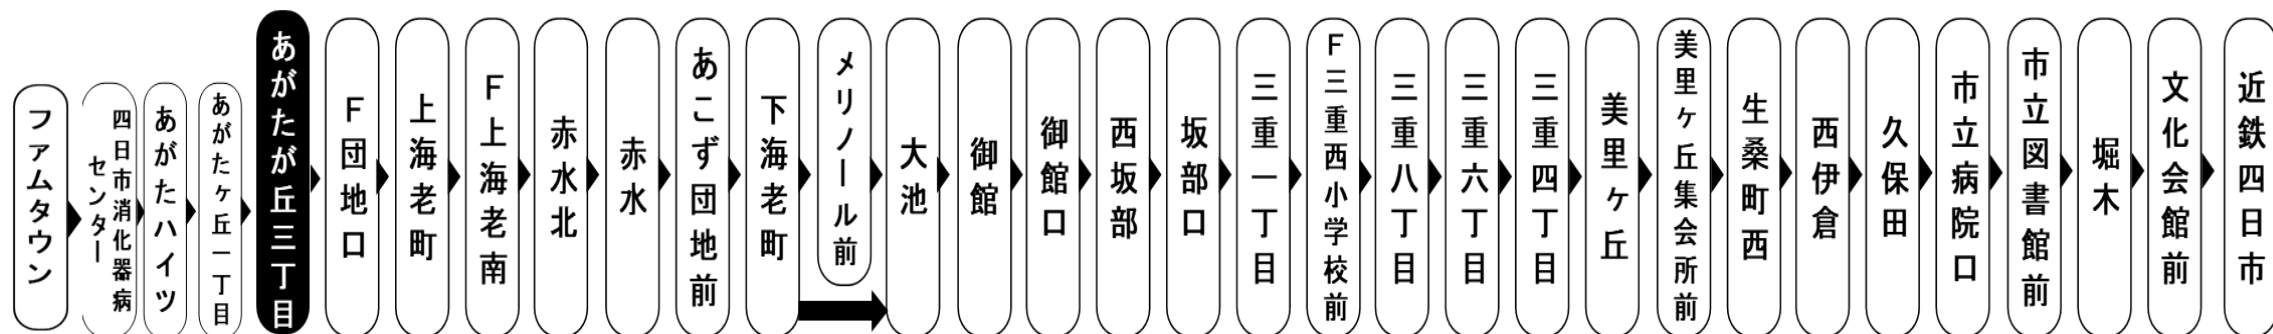 ファムタウン
四日市消化器病
センター
あがたハイツ
あがたヶ丘一丁目
あがたが丘三丁目
F団地口
上海老町
F上海老南
赤水北
赤水
あこず団地前
下海老町
メリノール前
大池
御館
御館口
西坂部
坂部口
三重一丁目
F三重西小学校前
三重八丁目
三重六丁目
三重四丁目
美里ヶ丘
美里ヶ丘集会所前
生桑町西
西伊倉
久保田
市立病院口
市立図書館前
堀木
文化会館前
近鉄四日市